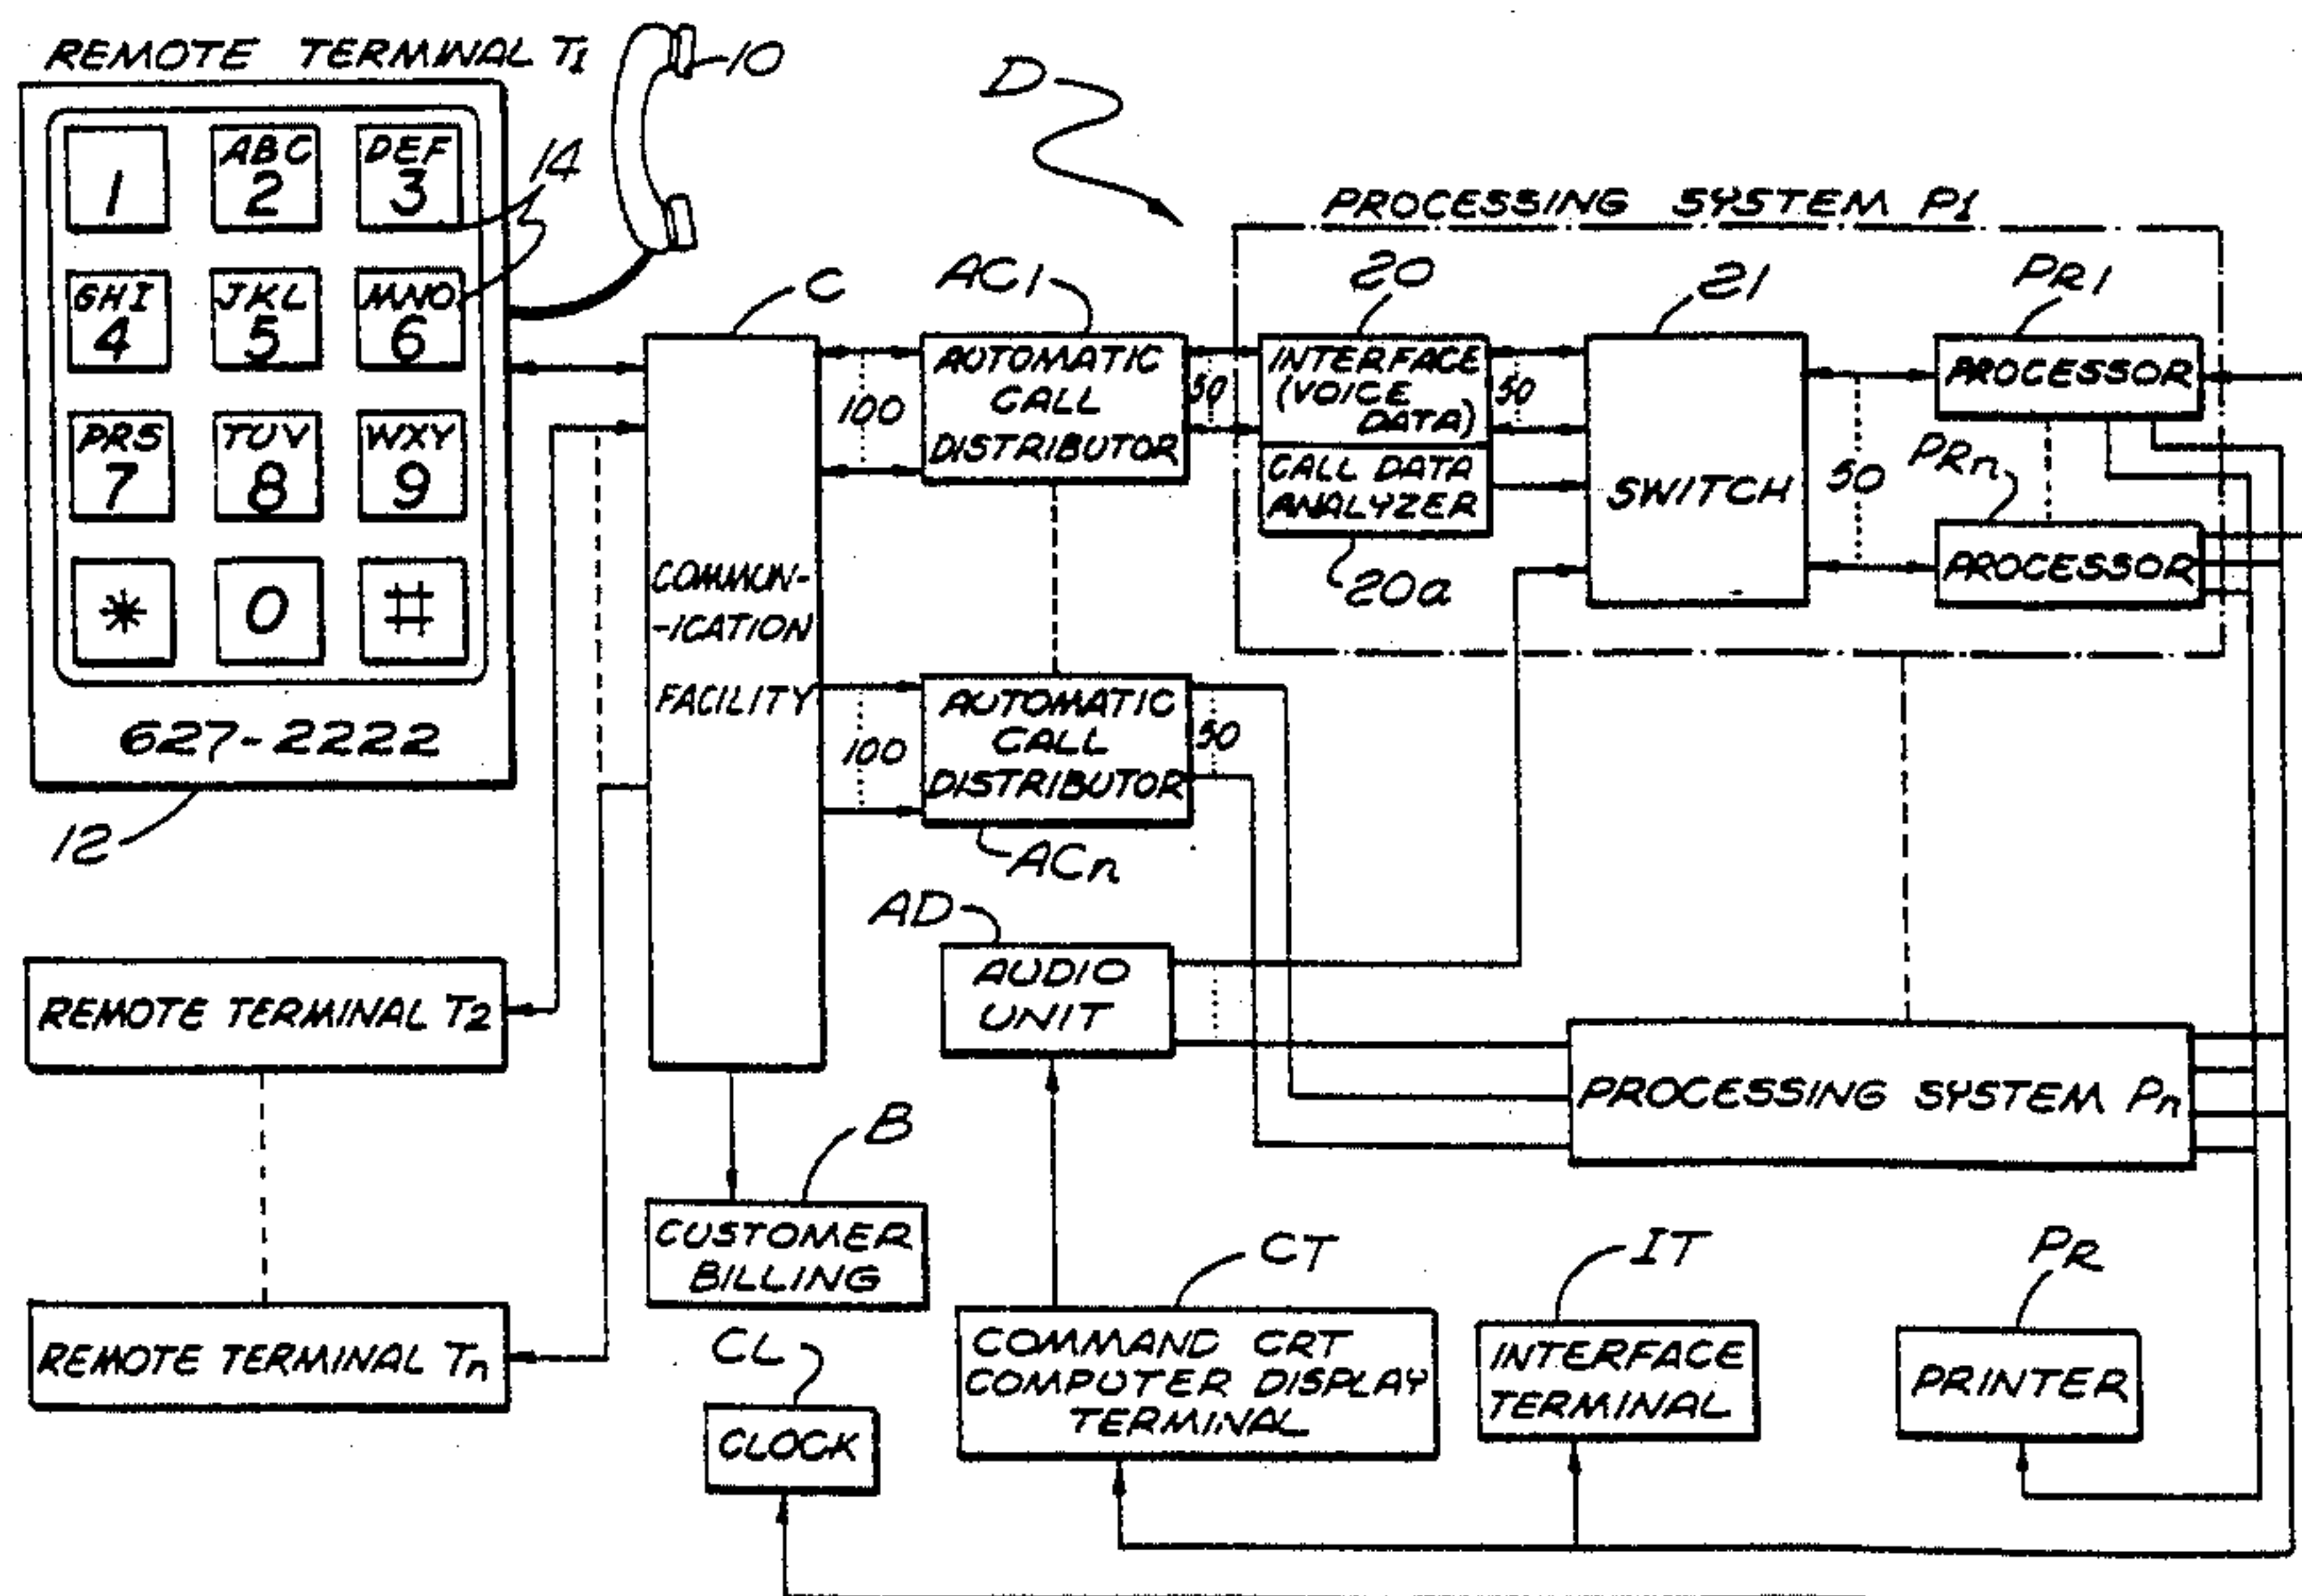 REMOTE TERMINAL T1
10
D
1
ABC
2
DEF
3
14
GHI
4
JKL
5
MNO
6
PRS
7
TUV
8
WXY
9
*
0
#
627-2222
12
PROCESSING SYSTEM P1
C
AC1
20
21
PR1
100
AUTOMATIC
CALL
DISTRIBUTOR
50
INTERFACE
(VOICE
DATA)
50
CALL DATA
ANALYZER
20a
SWITCH
50
PROCESSOR
PRn
PROCESSOR
COMMUN-
-ICATION
FACILITY
100
AUTOMATIC
CALL
DISTRIBUTOR
50
ACn
AD
AUDIO
UNIT
REMOTE TERMINAL T2
PROCESSING SYSTEM Pn
B
CUSTOMER
BILLING
REMOTE TERMINAL Tn
CL
CLOCK
CT
COMMAND CRT
COMPUTER DISPLAY
TERMINAL
IT
INTERFACE
TERMINAL
PR
PRINTER